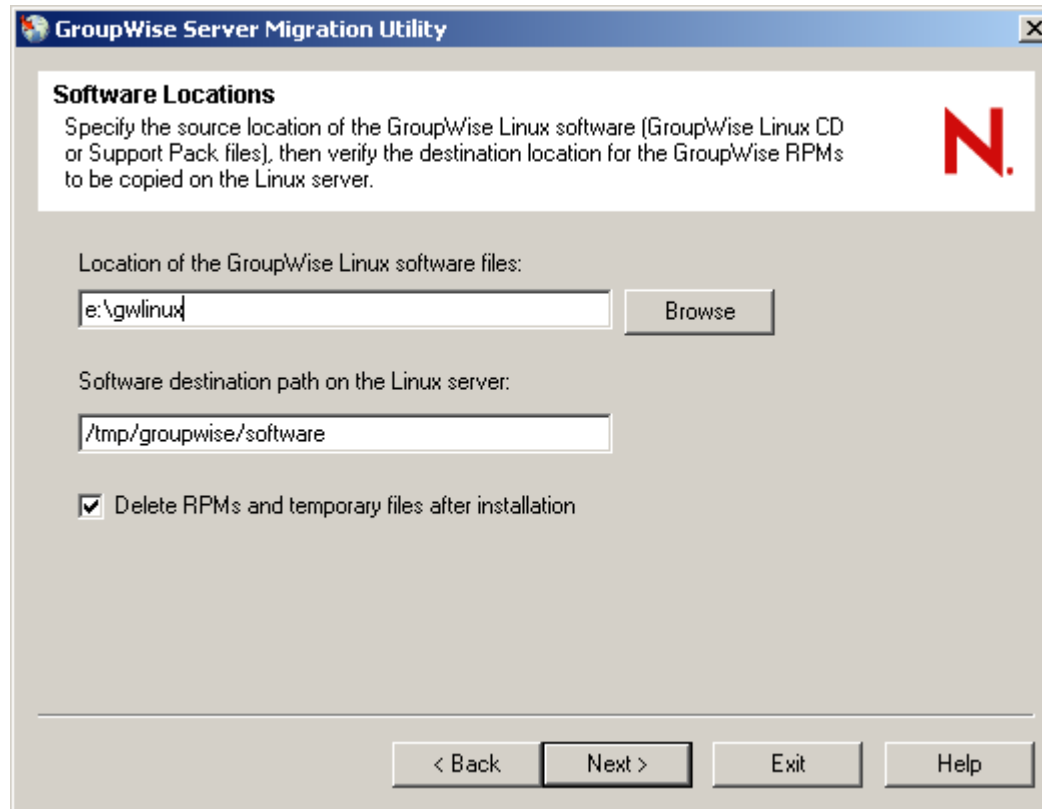 GroupWise Server Migration Utility
Software Locations
Specify the source location of the GroupWise Linux software (GroupWise Linux CD
or Support Pack files), then verify the destination location for the GroupWise RPMs
to be copied on the Linux server.
N.
Location of the GroupWise Linux software files:
e:\gwlinux
Browse
Software destination path on the Linux server:
/tmp/groupwise/software
Delete RPMs and temporary files after installation
< Back
Next >
Exit
Help